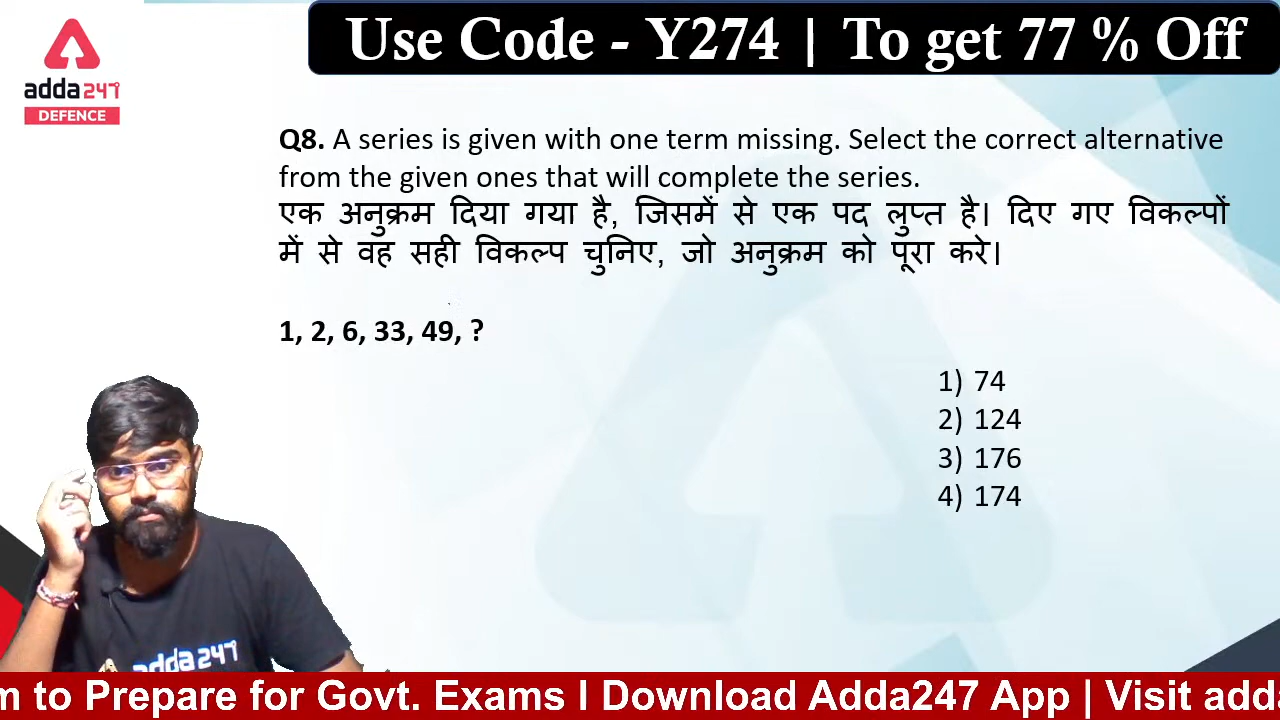 Use Code - Y274 | To get 77 % Off
adda247
DEFENCE
Q8. A series is given with one term missing. Select the correct alternative
from the given ones that will complete the series.
एक अनुक्रम दिया गया है, जिसमें से एक पद लुप्त है। दिए गए विकल्पों
में से वह सही विकल्प चुनिए, जो अनुक्रम को पूरा करे।
1, 2, 6, 33, 49, ?
1) 74
2) 124
3) 176
4) 174
adda247
m to Prepare for Govt. Exams I Download Adda247 App | Visit adda